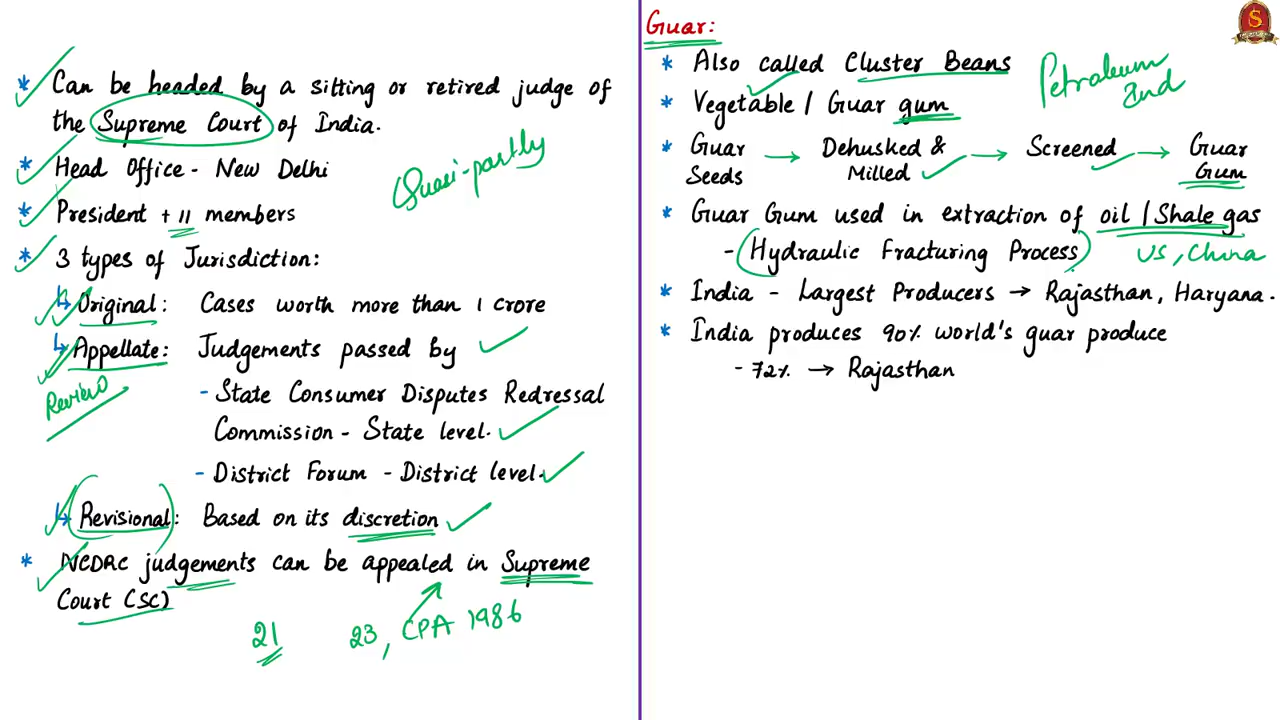 * Can be headed by a sitting or retired judge of
the Supreme Court of India.
* Head Office - New Delhi
Quasi-partly
* President + 11 members
* 3 types of Jurisdiction:
↳ Original: Cases worth more than 1 crore
↳ Appellate: Judgements passed by
Review
- State Consumer Disputes Redressal
Commission - State level.
- District Forum - District level.
↳ Revisional: Based on its discretion
* NCDRC judgements can be appealed in Supreme
Court (SC)
21 23, CPA 1986
Guar:
* Also called Cluster Beans
Petroleum
Ind
* Vegetable / Guar gum
* Guar Seeds → Dehusked & Milled → Screened → Guar Gum
* Guar Gum used in extraction of oil / Shale gas
- (Hydraulic Fracturing Process) US, China
* India - Largest Producers → Rajasthan, Haryana.
* India produces 90% world's guar produce
- 72% → Rajasthan
S